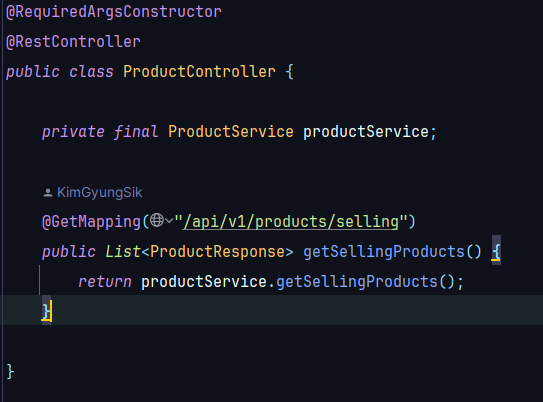 @RequiredArgsConstructor
@RestController
public class ProductController {
private final ProductService productService;
KimGyungSik
@GetMapping("/api/v1/products/selling")
public List<ProductResponse> getSellingProducts() {
return productService.getSellingProducts();
}
}